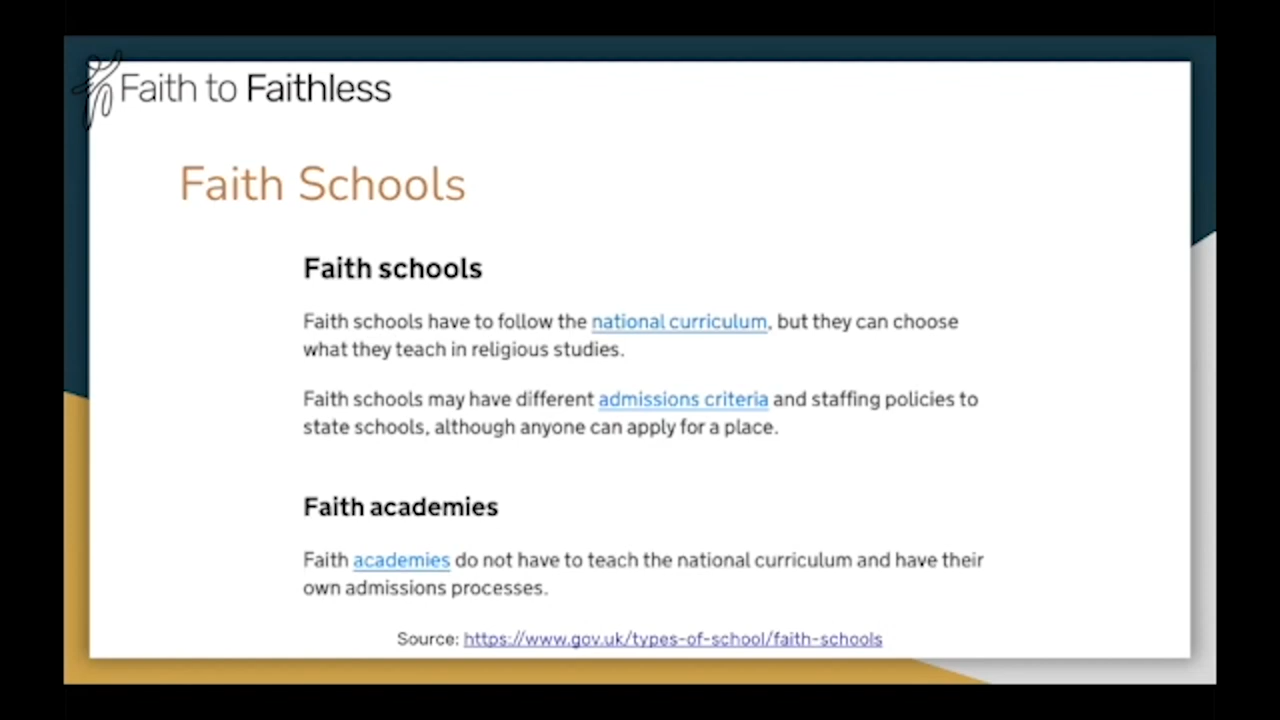 Faith to Faithless
Faith Schools
Faith schools
Faith schools have to follow the national curriculum, but they can choose
what they teach in religious studies.
Faith schools may have different admissions criteria and staffing policies to
state schools, although anyone can apply for a place.
Faith academies
Faith academies do not have to teach the national curriculum and have their
own admissions processes.
Source: https://www.gov.uk/types-of-school/faith-schools